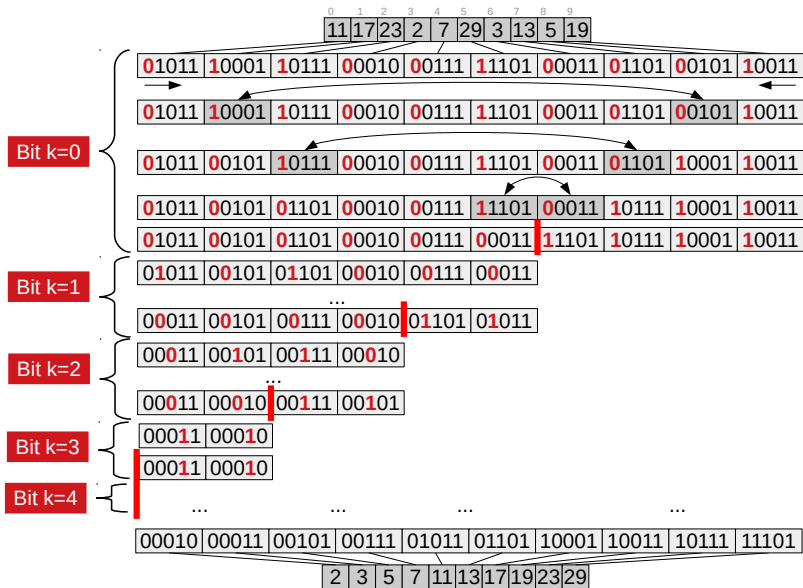 0 1 2 3 4 5 6 7 8 9
11 17 23 2 7 29 3 13 5 19
01011 10001 10111 00010 00111 11101 00011 01101 00101 10011
01011 10001 10111 00010 00111 11101 00011 01101 00101 10011
Bit k=0
01011 00101 10111 00010 00111 11101 00011 01101 10001 10011
01011 00101 01101 00010 00111 11101 00011 10111 10001 10011
01011 00101 01101 00010 00111 00011 11101 10111 10001 10011
01011 00101 01101 00010 00111 00011
Bit k=1
...
00011 00101 00111 00010 01101 01011
00011 00101 00111 00010
Bit k=2
...
00011 00010 00111 00101
00011 00010
Bit k=3
00011 00010
Bit k=4
... ... ... ...
00010 00011 00101 00111 01011 01101 10001 10011 10111 11101
2 3 5 7 11 13 17 19 23 29